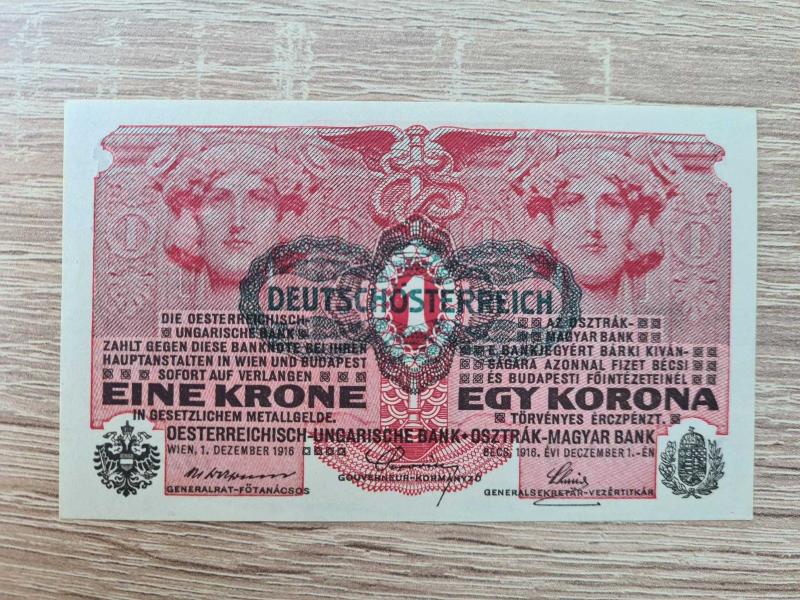 1
1
DEUTSCHÖSTERREICH
1
DIE OESTERREICHISCH-
UNGARISCHE BANK
ZAHLT GEGEN DIESE BANKNOTE BEI IHREN
HAUPTANSTALTEN IN WIEN UND BUDAPEST
SOFORT AUF VERLANGEN
EINE KRONE
IN GESETZLICHEM METALLGELDE.
AZ OSZTRÁK-
MAGYAR BANK
E BANKJEGYÉRT BÁRKI KIVÁN-
SÁGÁRA AZONNAL FIZET BÉCSI
ÉS BUDAPESTI FŐINTÉZETEINÉL
EGY KORONA
TÖRVÉNYES ÉRCZPÉNZT.
OESTERREICHISCH-UNGARISCHE BANK • OSZTRÁK-MAGYAR BANK
WIEN, 1. DEZEMBER 1916
BÉCS, 1916. ÉVI DECZEMBER 1.-ÉN
GENERALRAT-FŐTANÁCSOS
GOUVERNEUR-KORMÁNYZÓ
GENERALSEKRETÄR-VEZÉRTITKÁR